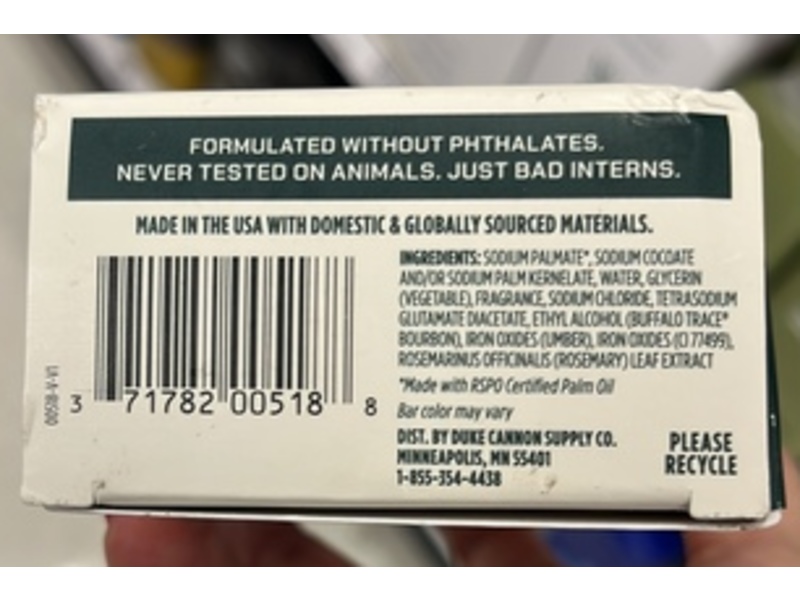 FORMULATED WITHOUT PHTHALATES.
NEVER TESTED ON ANIMALS. JUST BAD INTERNS.
MADE IN THE USA WITH DOMESTIC & GLOBALLY SOURCED MATERIALS.
INGREDIENTS: SODIUM PALMATE*, SODIUM COCOATE
AND/OR SODIUM PALM KERNELATE, WATER, GLYCERIN
(VEGETABLE), FRAGRANCE, SODIUM CHLORIDE, TETRASODIUM
GLUTAMATE DIACETATE, ETHYL ALCOHOL (BUFFALO TRACE®
BOURBON), IRON OXIDES (UMBER), IRON OXIDES (CI 77499),
ROSEMARINUS OFFICINALIS (ROSEMARY) LEAF EXTRACT
*Made with RSPO Certified Palm Oil
Bar color may vary
DIST. BY DUKE CANNON SUPPLY CO.
MINNEAPOLIS, MN 55401
1-855-354-4438
PLEASE
RECYCLE
3 71782 00518 8
0051B-V-V1